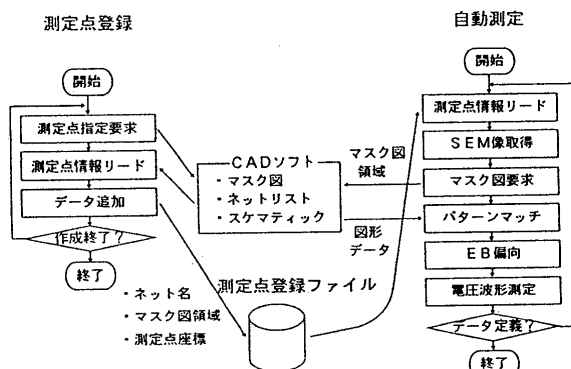 測定点登録
開始
測定点指定要求
測定点情報リード
データ追加
作成終了？
終了
CADソフト
・マスク図
・ネットリスト
・スケマティック
マスク図
領域
図形
データ
・ネット名
・マスク図領域
・測定点座標
測定点登録ファイル
自動測定
開始
測定点情報リード
ＳＥＭ像取得
マスク図要求
パターンマッチ
ＥＢ偏向
電圧波形測定
データ定義？
終了